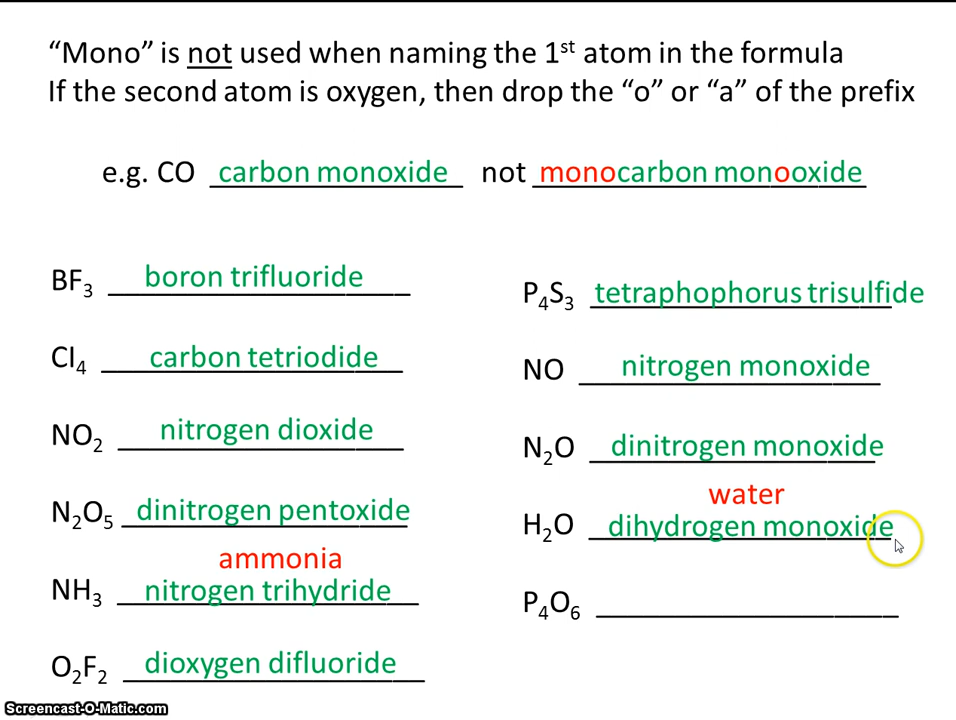 “Mono” is not used when naming the 1st atom in the formula
If the second atom is oxygen, then drop the “o” or “a” of the prefix
e.g. CO carbon monoxide not monocarbon monooxide
BF3 boron trifluoride
CI4 carbon tetriodide
NO2 nitrogen dioxide
N2O5 dinitrogen pentoxide
ammonia
NH3 nitrogen trihydride
O2F2 dioxygen difluoride
P4S3 tetraphophorus trisulfide
NO nitrogen monoxide
N2O dinitrogen monoxide
water
H2O dihydrogen monoxide
P4O6
Screencast-O-Matic.com